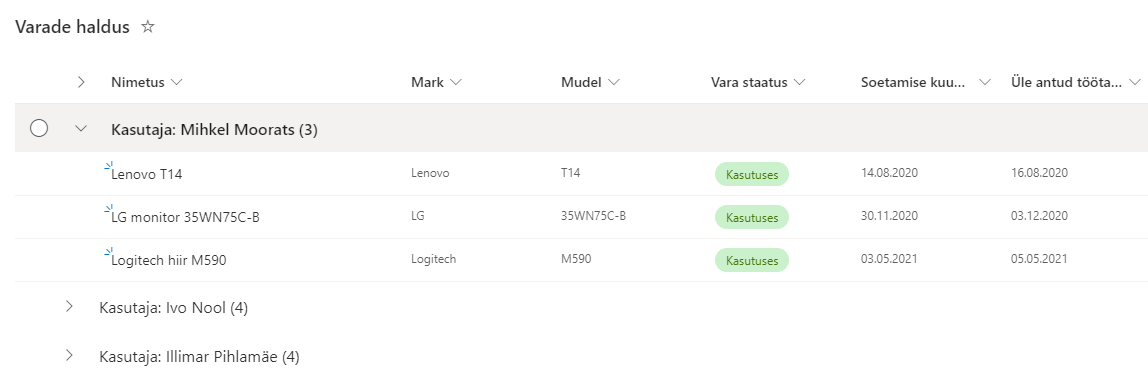 Varade haldus
Nimetus Mark Mudel Vara staatus Soetamise kuu... Üle antud tööta...
Kasutaja: Mihkel Moorats (3)
Lenovo T14 Lenovo T14 Kasutuses 14.08.2020 16.08.2020
LG monitor 35WN75C-B LG 35WN75C-B Kasutuses 30.11.2020 03.12.2020
Logitech hiir M590 Logitech M590 Kasutuses 03.05.2021 05.05.2021
Kasutaja: Ivo Nool (4)
Kasutaja: Illimar Pihlamäe (4)